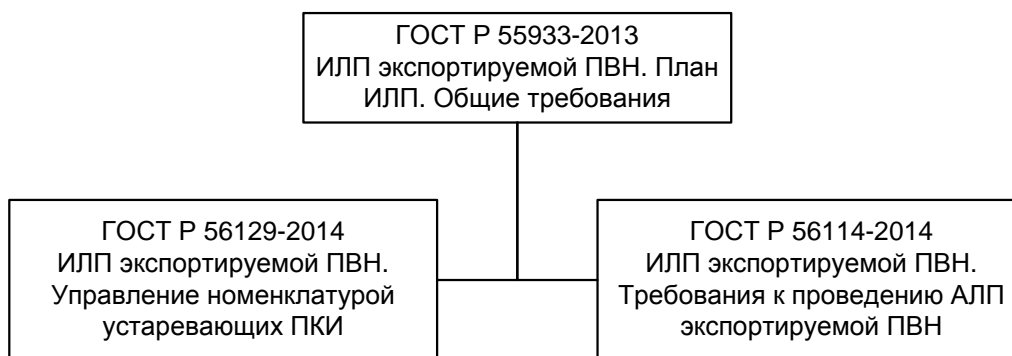 ГОСТ Р 55933-2013
ИЛП экспортируемой ПВН. План
ИЛП. Общие требования
ГОСТ Р 56129-2014
ИЛП экспортируемой ПВН.
Управление номенклатурой
устаревающих ПКИ
ГОСТ Р 56114-2014
ИЛП экспортируемой ПВН.
Требования к проведению АЛП
экспортируемой ПВН